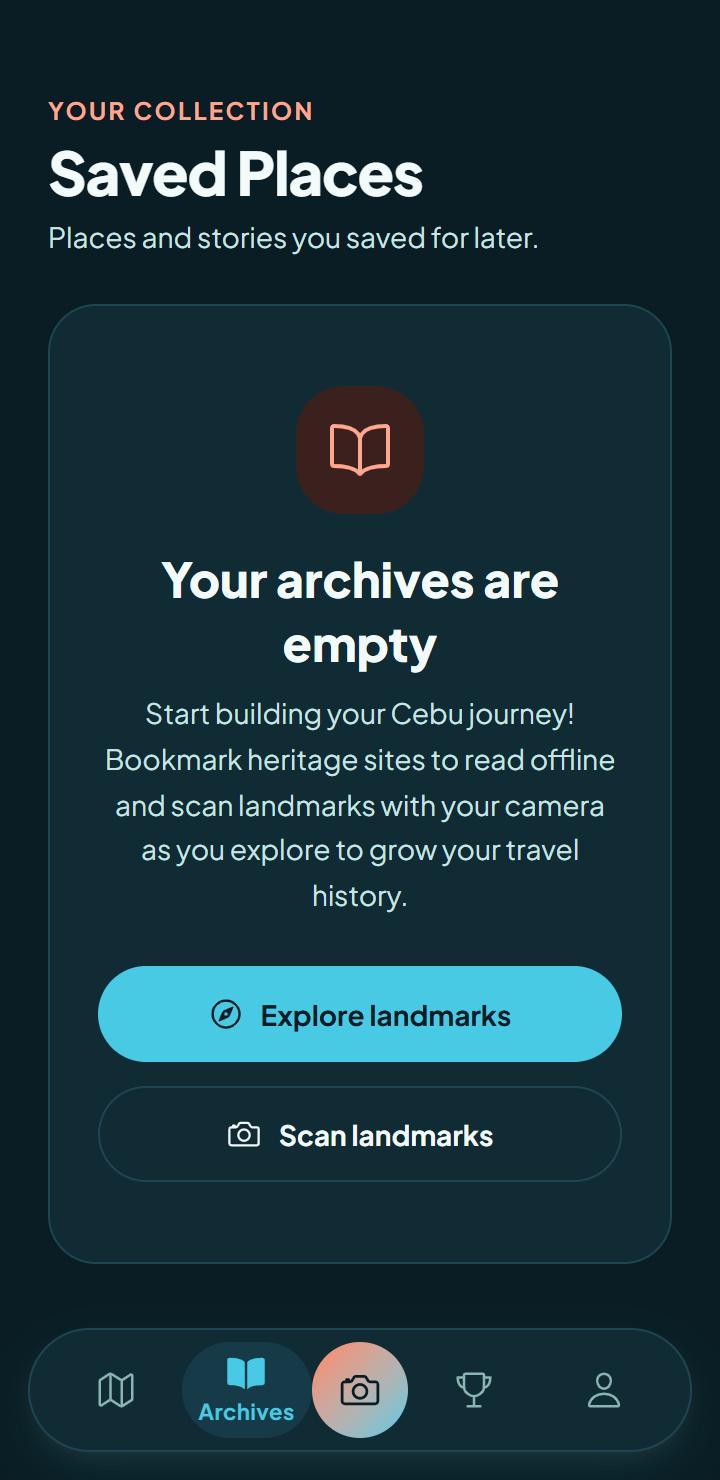 YOUR COLLECTION
Saved Places
Places and stories you saved for later.
Your archives are
empty
Start building your Cebu journey!
Bookmark heritage sites to read offline
and scan landmarks with your camera
as you explore to grow your travel
history.
Explore landmarks
Scan landmarks
Archives